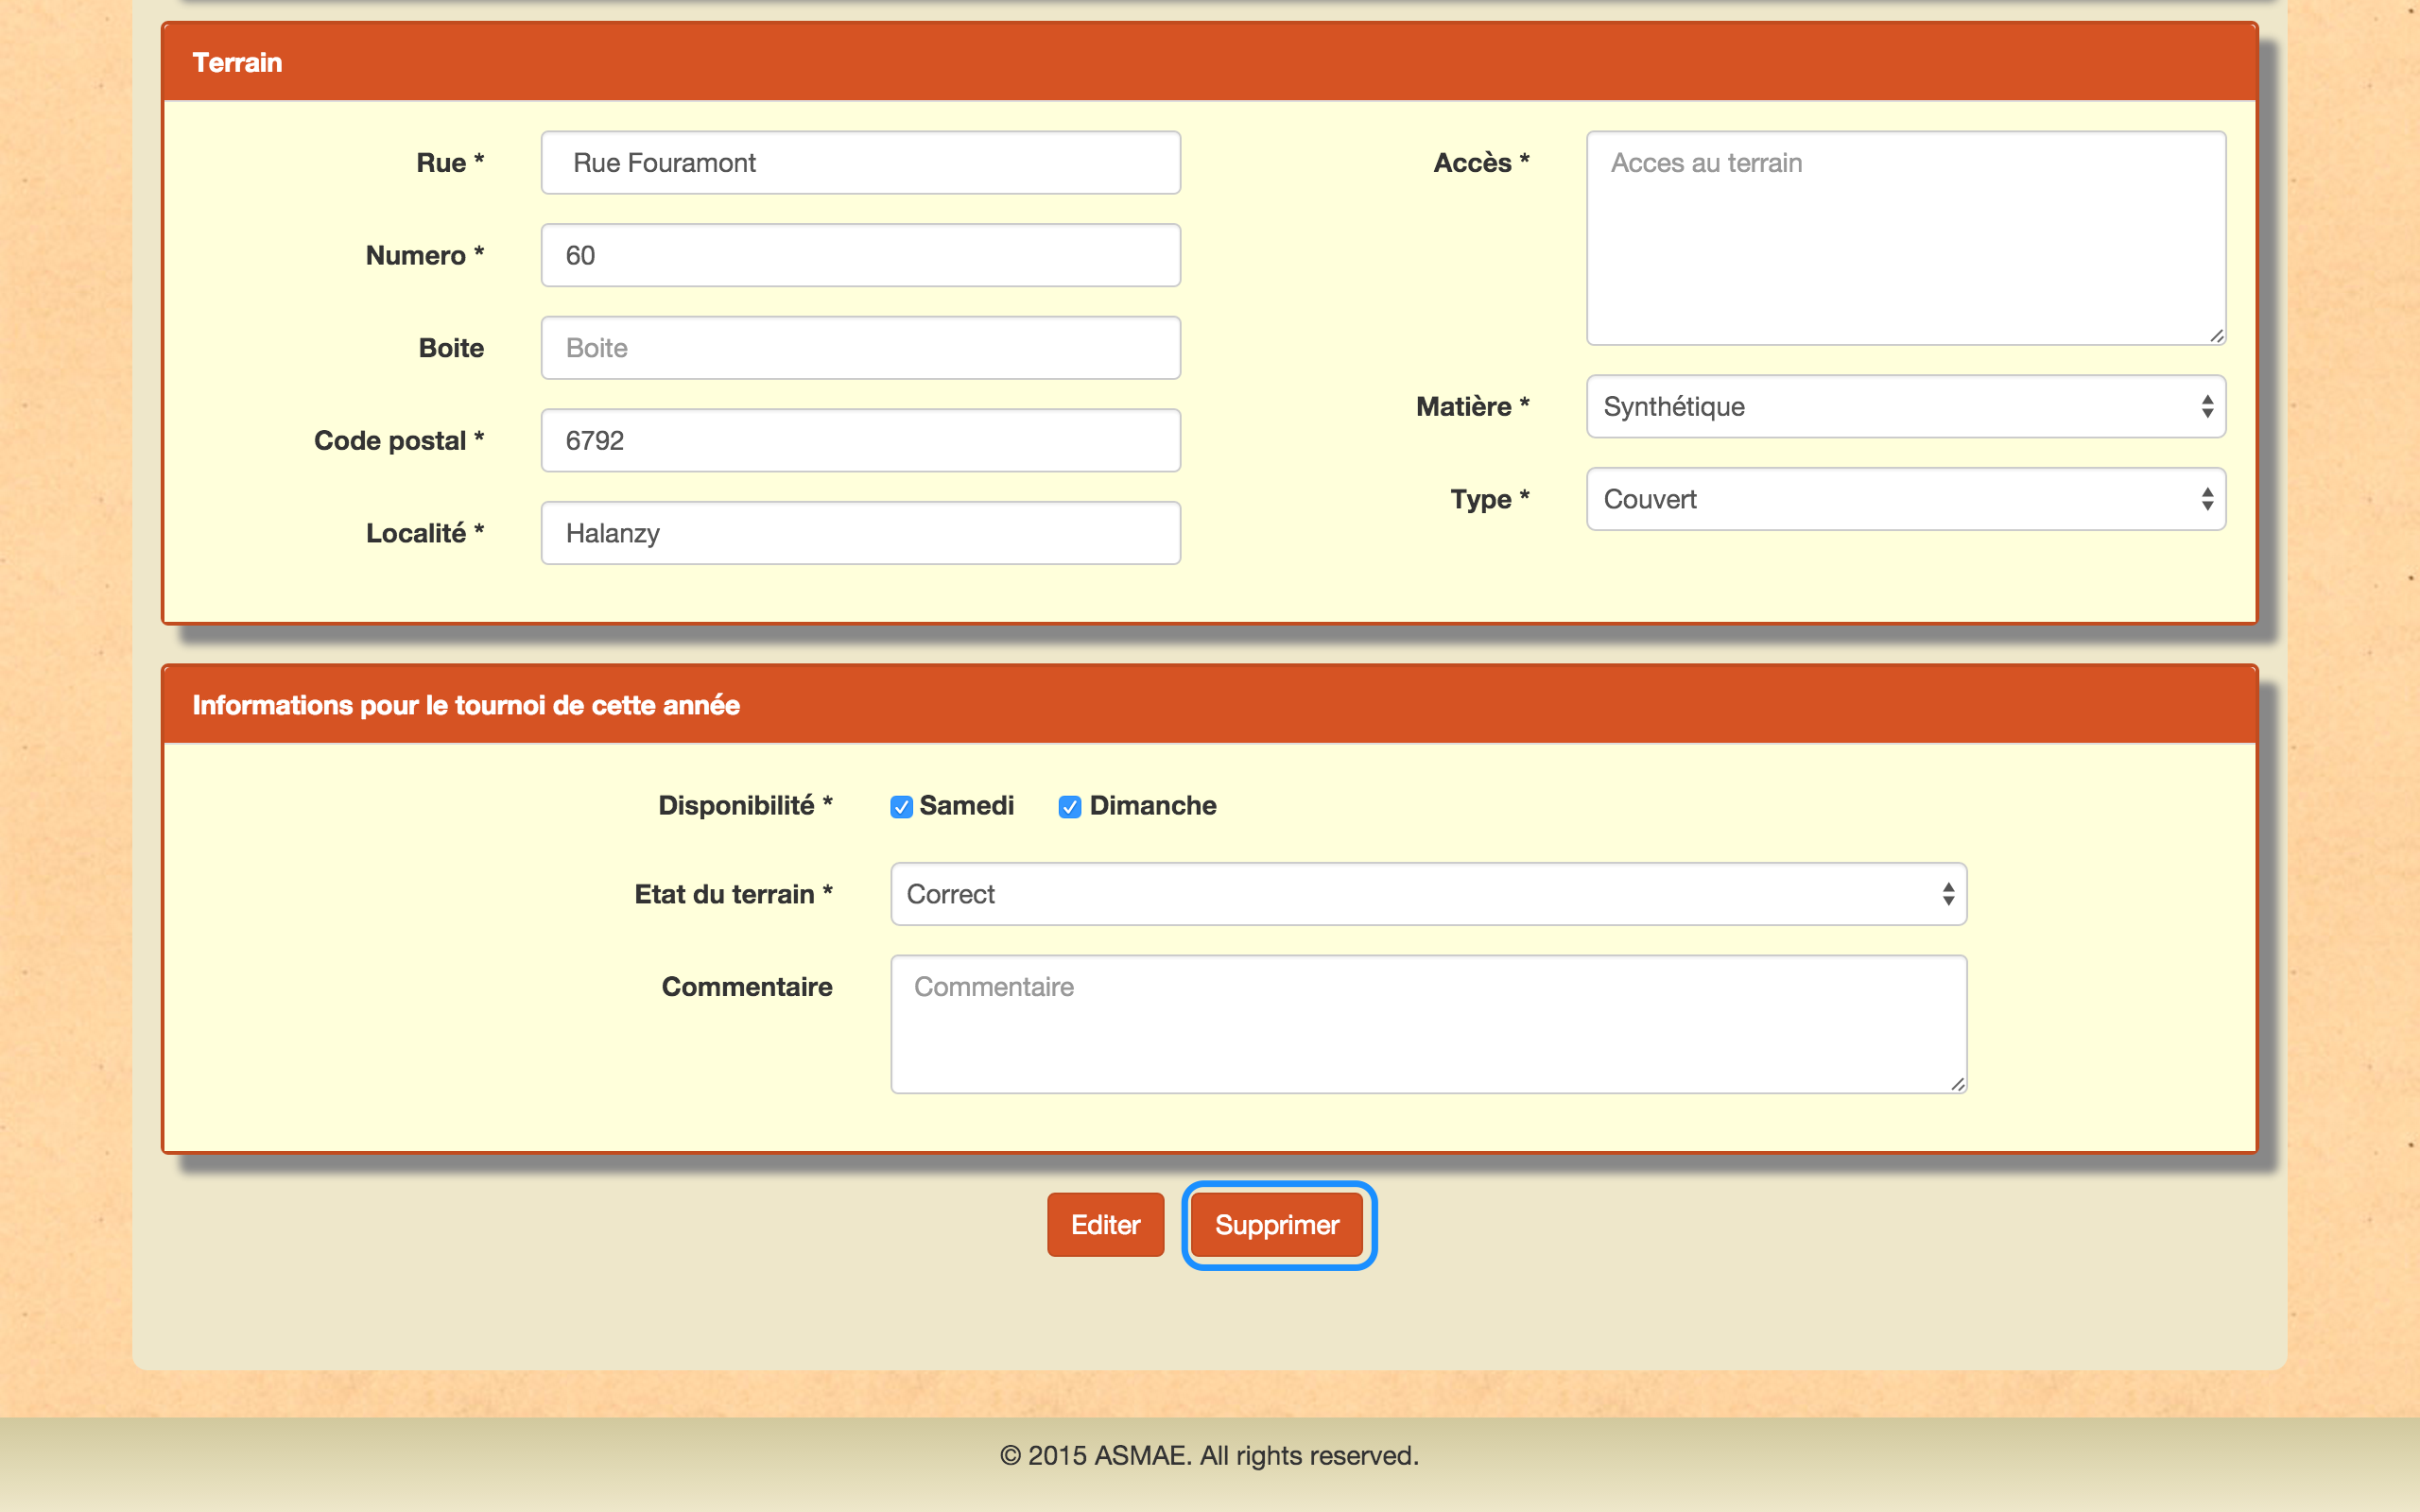 Terrain
Rue * Rue Fouramont
Numero * 60
Boite Boite
Code postal * 6792
Localité * Halanzy
Accès * Acces au terrain
Matière * Synthétique
Type * Couvert
Informations pour le tournoi de cette année
Disponibilité * Samedi Dimanche
Etat du terrain * Correct
Commentaire Commentaire
Editer Supprimer
© 2015 ASMAE. All rights reserved.